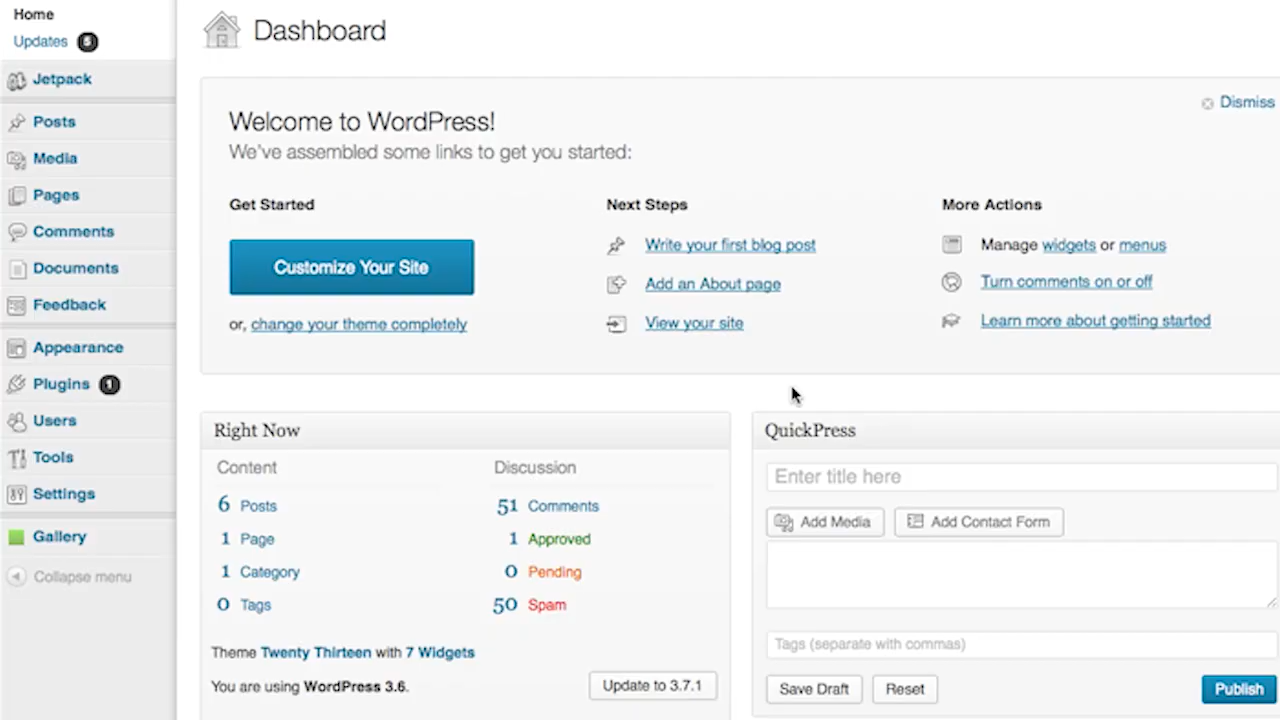 Home
Updates 5
Jetpack
Posts
Media
Pages
Comments
Documents
Feedback
Appearance
Plugins 1
Users
Tools
Settings
Gallery
Collapse menu
Dashboard
Dismiss
Welcome to WordPress!
We've assembled some links to get you started:
Get Started
Customize Your Site
or, change your theme completely
Next Steps
Write your first blog post
Add an About page
View your site
More Actions
Manage widgets or menus
Turn comments on or off
Learn more about getting started
Right Now
Content
6 Posts
1 Page
1 Category
0 Tags
Discussion
51 Comments
1 Approved
0 Pending
50 Spam
Theme Twenty Thirteen with 7 Widgets
You are using WordPress 3.6.
Update to 3.7.1
QuickPress
Enter title here
Add Media
Add Contact Form
Tags (separate with commas)
Save Draft
Reset
Publish